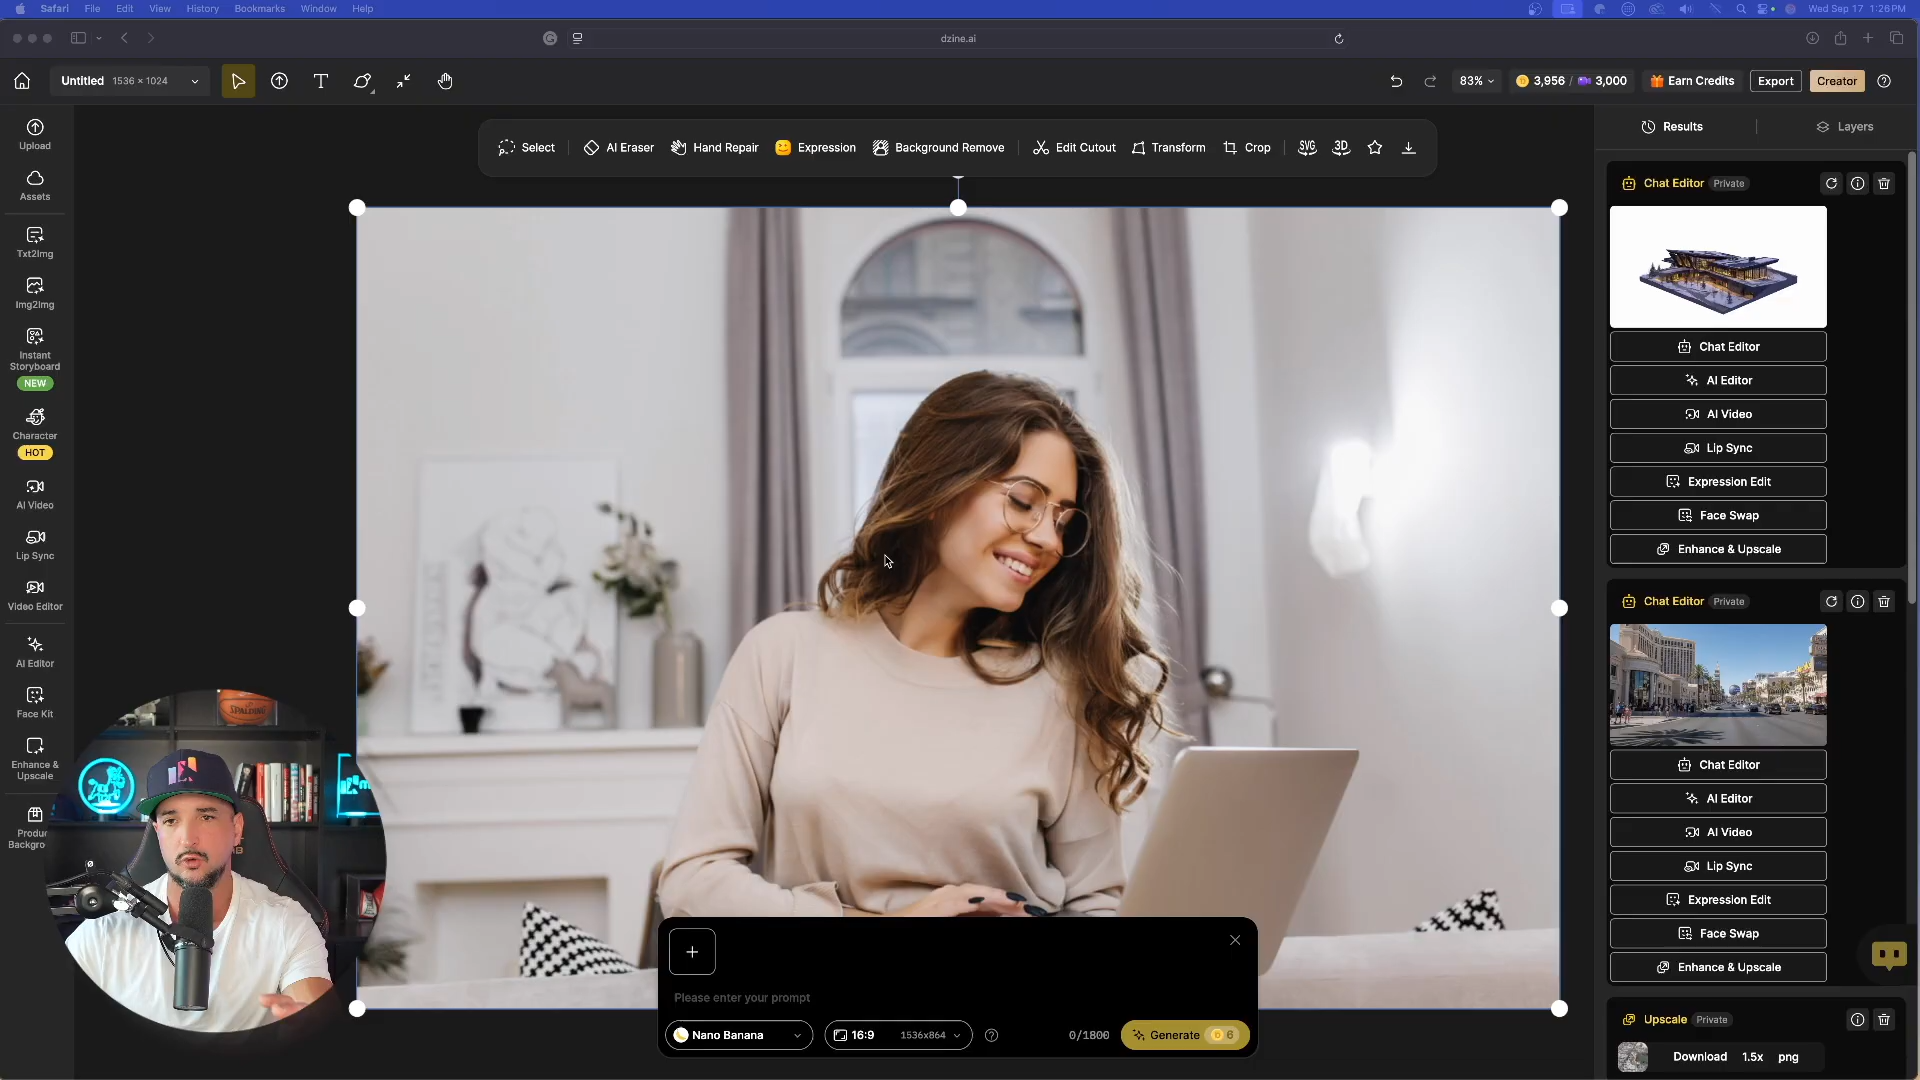 Safari File Edit View History Bookmarks Window Help
Wed Sep 17 1:26 PM
dzine.ai
Untitled 1536 × 1024
T
83%
3,956 / 3,000
Earn Credits
Export
Creator
Select
AI Eraser
Hand Repair
Expression
Background Remove
Edit Cutout
Transform
Crop
SVG
3D
Results
Layers
Upload
Assets
Txt2Img
Img2Img
Instant
Storyboard
NEW
Character
HOT
AI Video
Lip Sync
Video Editor
AI Editor
Face Kit
Enhance &
Upscale
Produc
Backgro
SPALDING
Chat Editor Private
Chat Editor
AI Editor
AI Video
Lip Sync
Expression Edit
Face Swap
Enhance & Upscale
Chat Editor Private
Chat Editor
AI Editor
AI Video
Lip Sync
Expression Edit
Face Swap
Enhance & Upscale
Upscale Private
Download 1.5x png
Please enter your prompt
Nano Banana
16:9 1536x864
0/1800
Generate 6